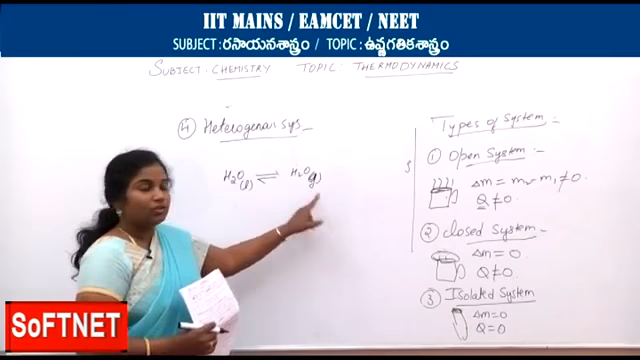 IIT MAINS / EAMCET / NEET
SUBJECT : రసాయనశాస్త్రం / TOPIC : ఉష్ణగతికశాస్త్రం
SUBJECT: CHEMISTRY TOPIC: THERMODYNAMICS
④ Heterogenous Sys
H₂O(l) ⇌ H₂O(g)
Types of System :-
① Open System :-
Δm = m₂ - m₁ ≠ 0.
Q ≠ 0.
② Closed System :-
Δm = 0
Q ≠ 0.
③ Isolated System
Δm = 0
Q = 0
SOFTNET